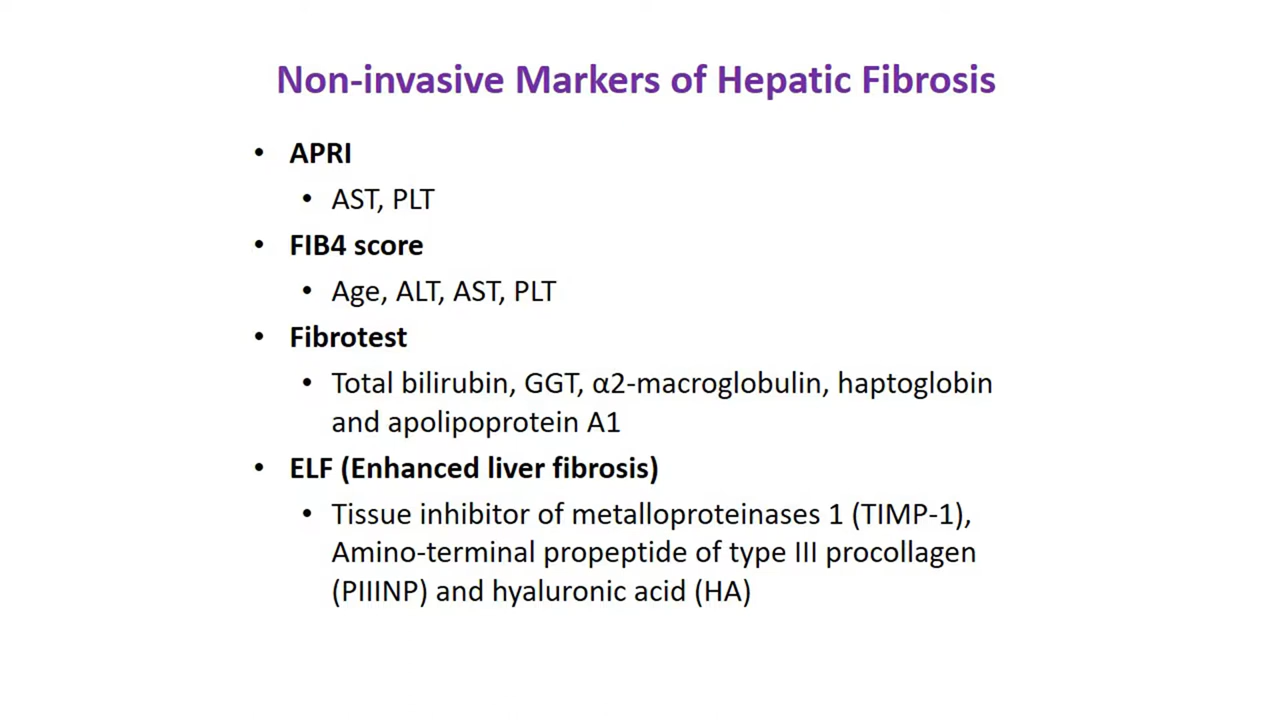 Non-invasive Markers of Hepatic Fibrosis
• APRI
• AST, PLT
• FIB4 score
• Age, ALT, AST, PLT
• Fibrotest
• Total bilirubin, GGT, α2-macroglobulin, haptoglobin
and apolipoprotein A1
• ELF (Enhanced liver fibrosis)
• Tissue inhibitor of metalloproteinases 1 (TIMP-1),
Amino-terminal propeptide of type III procollagen
(PIIINP) and hyaluronic acid (HA)